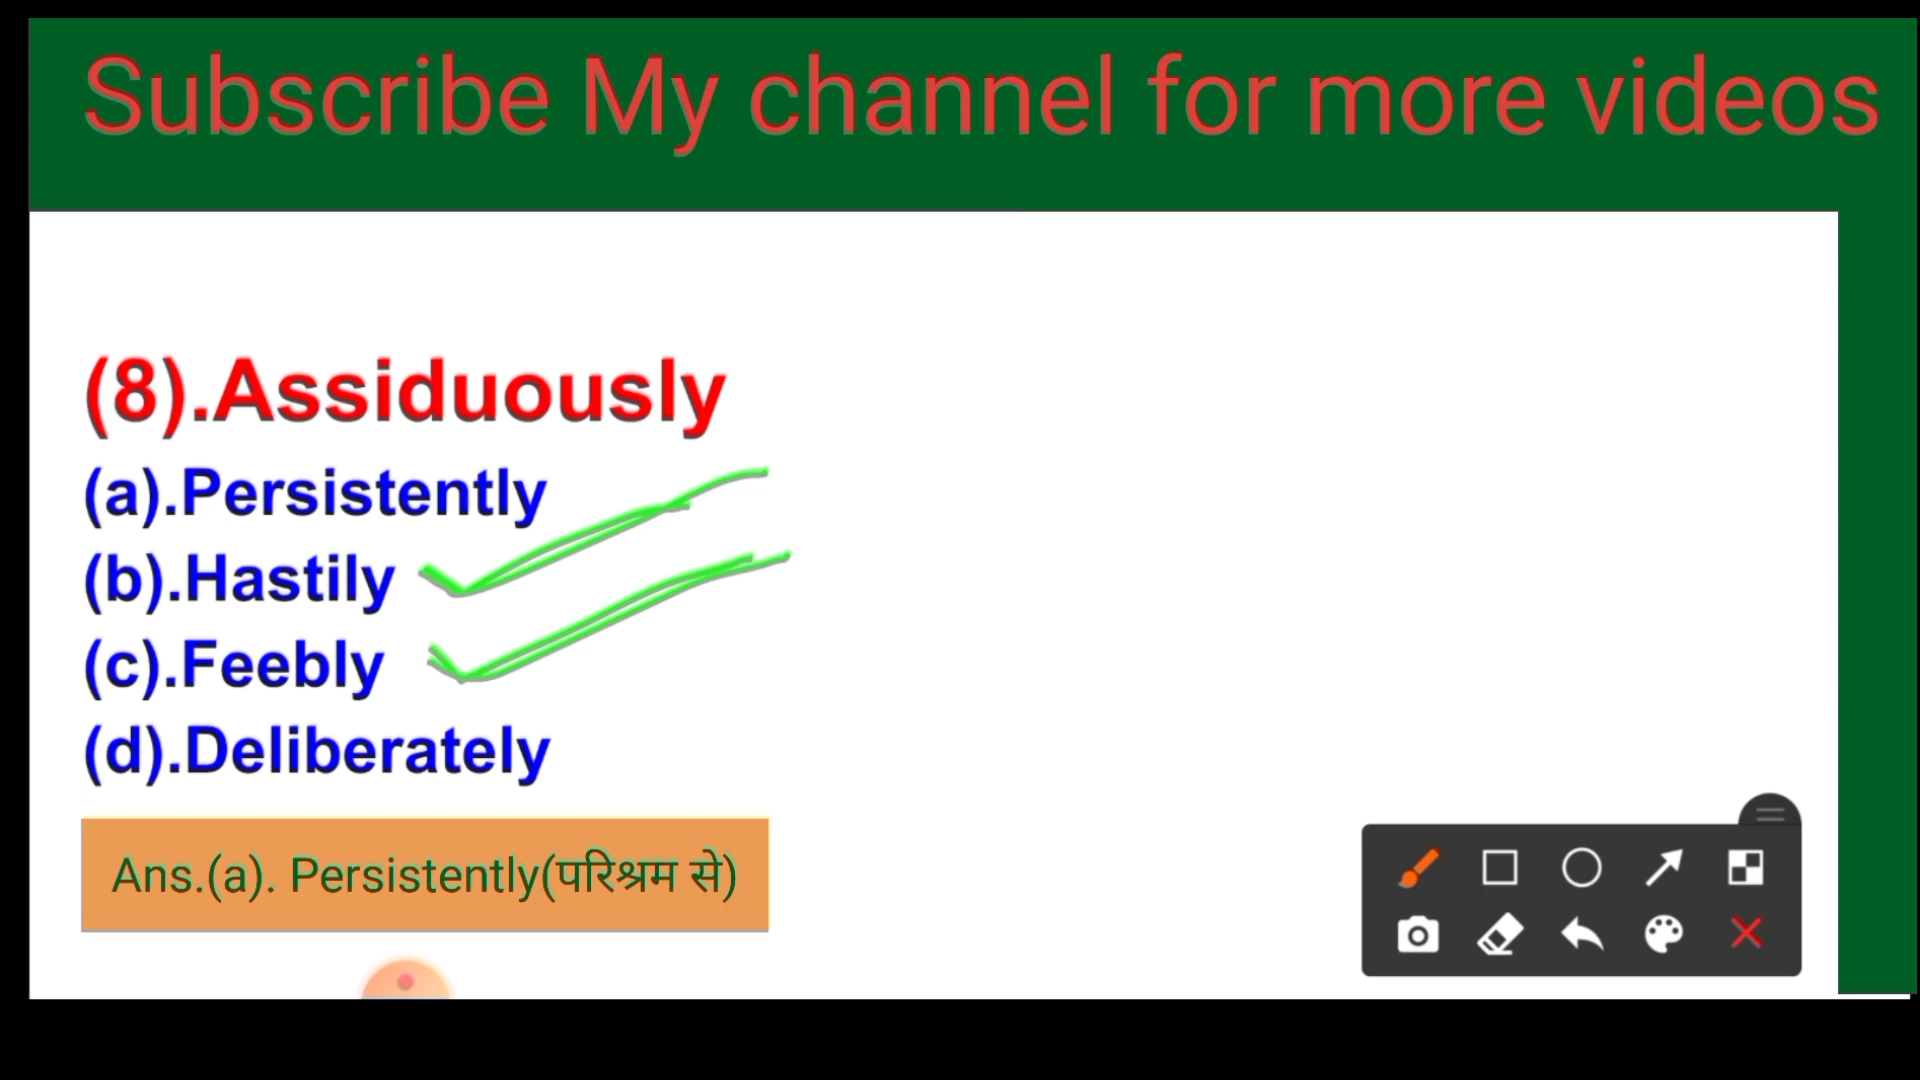 Subscribe My channel for more videos
(8).Assiduously
(a).Persistently
(b).Hastily
(c).Feebly
(d).Deliberately
Ans.(a). Persistently(परिश्रम से)